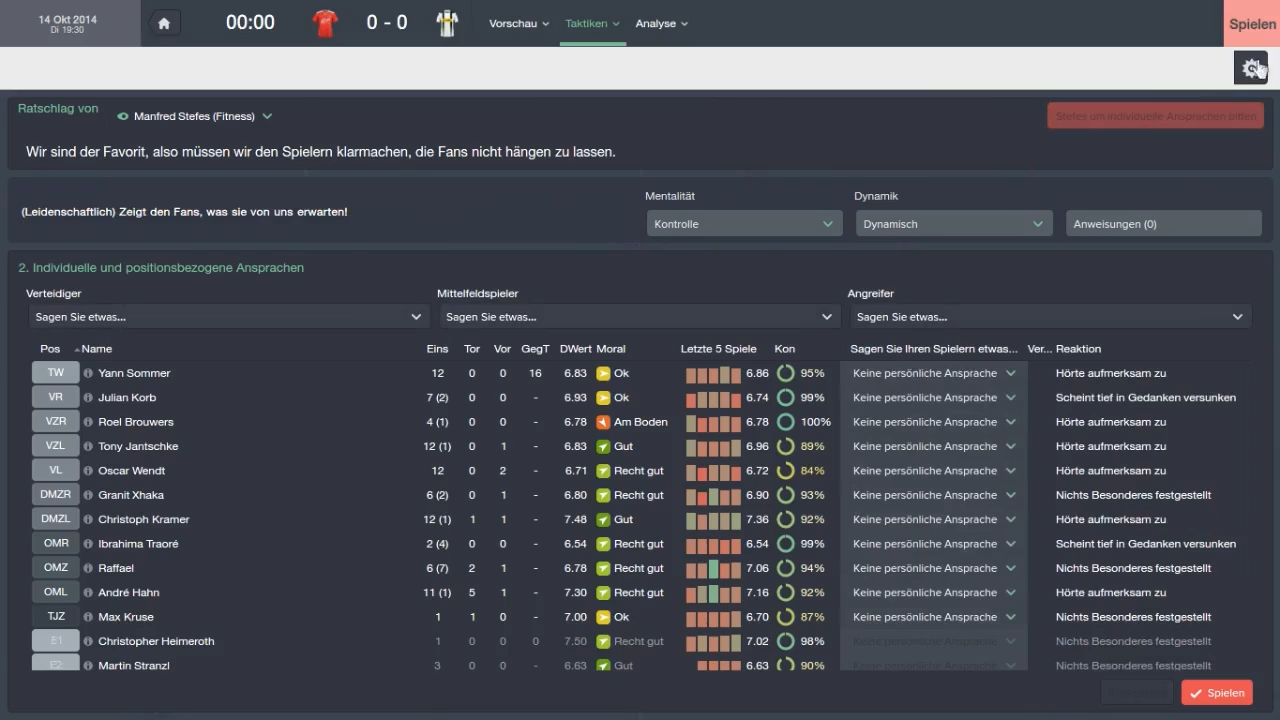 14 Okt 2014
Di 19:30
00:00
0 - 0
Vorschau
Taktiken
Analyse
Spielen
Ratschlag von
Manfred Stefes (Fitness)
Stefes um individuelle Ansprachen bitten
Wir sind der Favorit, also müssen wir den Spielern klarmachen, die Fans nicht hängen zu lassen.
Mentalität
Dynamik
(Leidenschaftlich) Zeigt den Fans, was sie von uns erwarten!
Kontrolle
Dynamisch
Anweisungen (0)
2. Individuelle und positionsbezogene Ansprachen
Verteidiger
Mittelfeldspieler
Angreifer
Sagen Sie etwas...
Sagen Sie etwas...
Sagen Sie etwas...
Pos Name Eins Tor Vor GegT DWert Moral Letzte 5 Spiele Kon Sagen Sie Ihren Spielern etwas... Ver... Reaktion
TW Yann Sommer 12 0 0 16 6.83 Ok 6.86 95% Keine persönliche Ansprache Hörte aufmerksam zu
VR Julian Korb 7 (2) 0 0 - 6.93 Ok 6.74 99% Keine persönliche Ansprache Scheint tief in Gedanken versunken
VZR Roel Brouwers 4 (1) 0 0 - 6.78 Am Boden 6.78 100% Keine persönliche Ansprache Hörte aufmerksam zu
VZL Tony Jantschke 12 (1) 0 1 - 6.83 Gut 6.96 89% Keine persönliche Ansprache Hörte aufmerksam zu
VL Oscar Wendt 12 0 2 - 6.71 Recht gut 6.72 84% Keine persönliche Ansprache Hörte aufmerksam zu
DMZR Granit Xhaka 6 (2) 0 1 - 6.80 Recht gut 6.90 93% Keine persönliche Ansprache Nichts Besonderes festgestellt
DMZL Christoph Kramer 12 (1) 1 1 - 7.48 Gut 7.36 92% Keine persönliche Ansprache Hörte aufmerksam zu
OMR Ibrahima Traoré 2 (4) 0 0 - 6.54 Recht gut 6.54 99% Keine persönliche Ansprache Scheint tief in Gedanken versunken
OMZ Raffael 6 (7) 2 1 - 6.78 Recht gut 7.06 94% Keine persönliche Ansprache Nichts Besonderes festgestellt
OML André Hahn 11 (1) 5 1 - 7.30 Recht gut 7.16 92% Keine persönliche Ansprache Hörte aufmerksam zu
TJZ Max Kruse 1 1 0 - 7.00 Ok 6.70 87% Keine persönliche Ansprache Nichts Besonderes festgestellt
E1 Christopher Heimeroth 1 0 0 0 7.50 Recht gut 7.02 98% Keine persönliche Ansprache Nichts Besonderes festgestellt
E2 Martin Stranzl 3 0 0 - 6.63 Gut 6.63 90% Keine persönliche Ansprache Nichts Besonderes festgestellt
Spielen